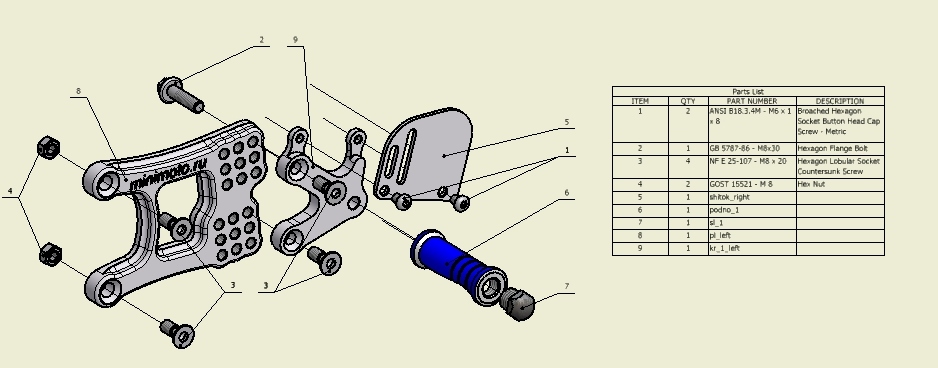 2
9
8
5
1
4
6
3
3
7
minimoto.ru
Parts List
ITEM QTY PART NUMBER DESCRIPTION
1 2 ANSI B18.3.4M - M6 x 1 x 8 Broached Hexagon Socket Button Head Cap Screw - Metric
2 1 GB 5787-86 - M8x30 Hexagon Flange Bolt
3 4 NF E 25-107 - M8 x 20 Hexagon Lobular Socket Countersunk Screw
4 2 GOST 15521 - M 8 Hex Nut
5 1 shitok_right
6 1 podno_1
7 1 sl_1
8 1 pl_left
9 1 kr_1_left